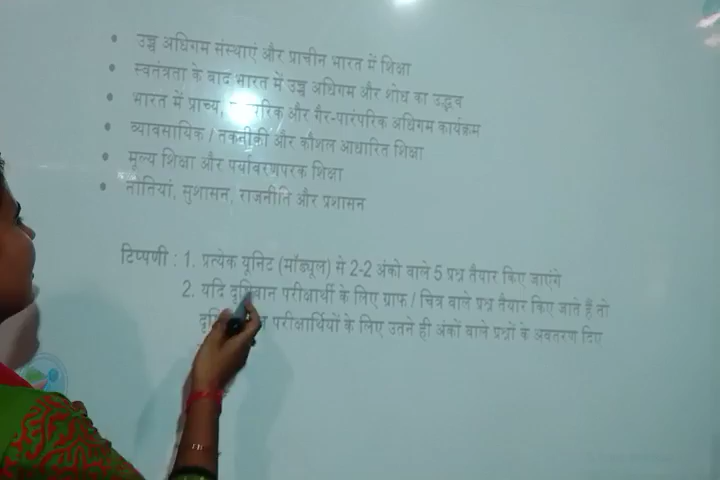 • उच्च अधिगम संस्थाएं और प्राचीन भारत में शिक्षा
• स्वतंत्रता के बाद भारत में उच्च अधिगम और शोध का उद्भव
• भारत में प्राच्य, और गैर-पारंपरिक अधिगम कार्यक्रम
• व्यावसायिक / तकनीकी और कौशल आधारित शिक्षा
• मूल्य शिक्षा और पर्यावरणपरक शिक्षा
• नीतियां, सुशासन, राजनीति और प्रशासन
टिप्पणी : 1. प्रत्येक यूनिट (मॉड्यूल) में 2-2 अंकों वाले 5 प्रश्न तैयार किए जाएंगे
2. यदि दृष्टिवान परीक्षार्थी के लिए ग्राफ / चित्र वाले प्रश्न तैयार किए जाते हैं तो
परीक्षार्थियों के लिए उतने ही अंकों वाले प्रश्नों के अवतरण दिए